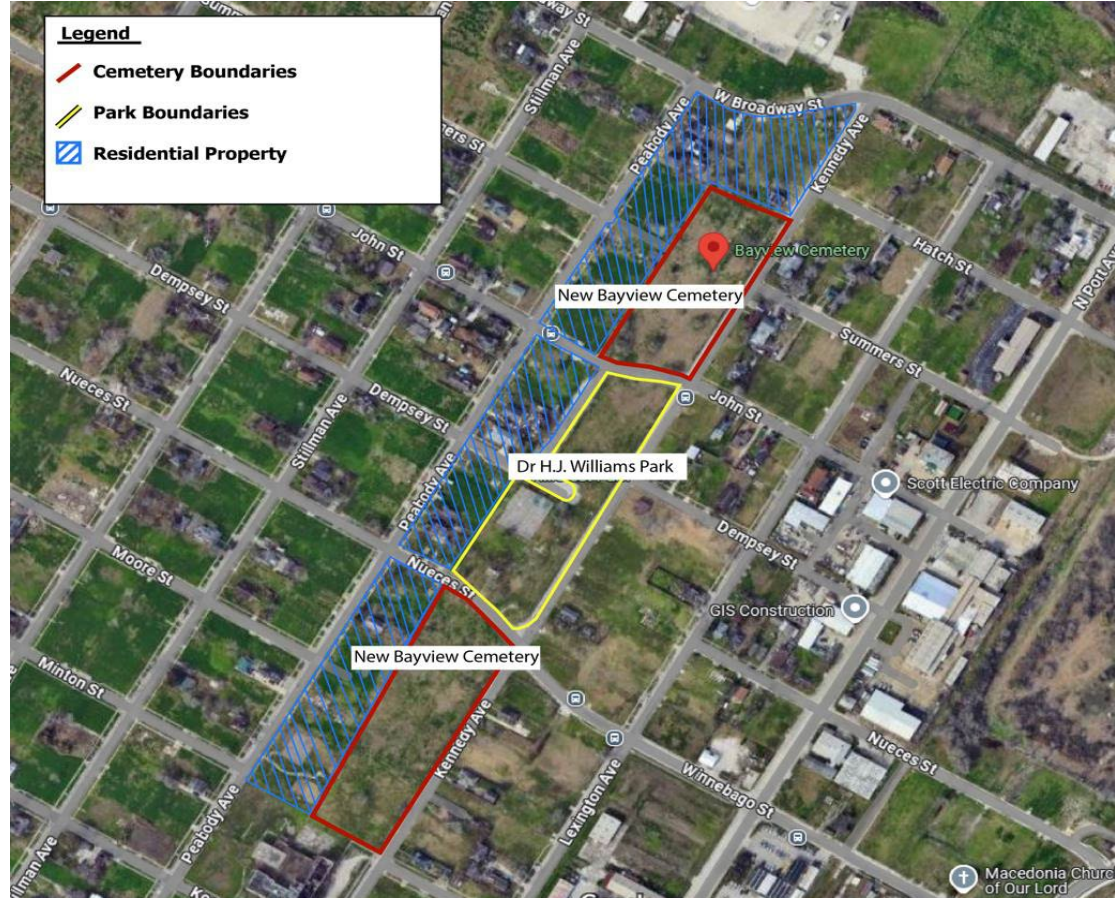 Legend
Cemetery Boundaries
Park Boundaries
Residential Property
Stillman Ave
Peabody Ave
W Broadway St
Kennedy Ave
John St
Dempsey St
Bayview Cemetery
Hatch St
N Port Ave
New Bayview Cemetery
Summers St
Nueces St
Dempsey St
John St
Stillman Ave
Dr H.J. Williams Park
Scott Electric Company
Peabody Ave
Dempsey St
Moore St
Nueces St
GIS Construction
New Bayview Cemetery
Minton St
Kennedy Ave
Nueces St
Winnebago St
Lexington Ave
Peabody Ave
Stillman Ave
Macedonia Church
of Our Lord